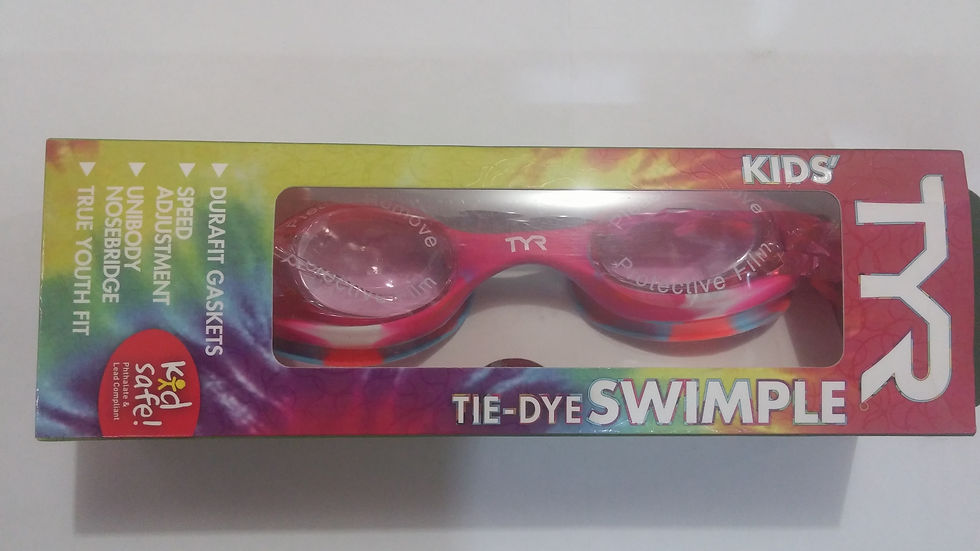 KIDS'
TYR
TYR
move
Protective Film
Protective Film
TIE-DYE SWIMPLE
DURAFIT GASKETS
SPEED
ADJUSTMENT
UNIBODY
NOSEBRIDGE
TRUE YOUTH FIT
Kid
safe!
Phthalate &
Lead Compliant